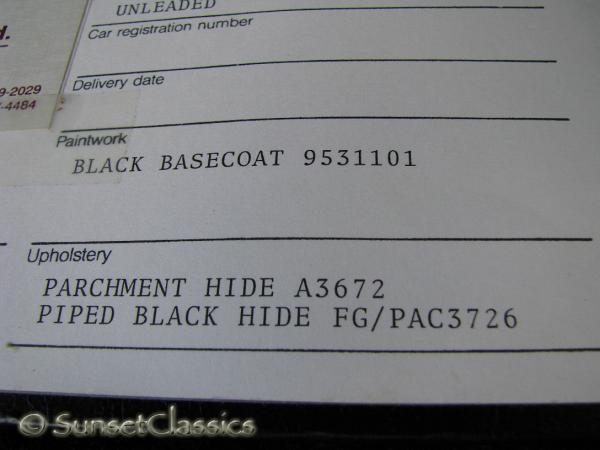 UNLEADED
Car registration number
d.
Delivery date
9-2029
-4484
Paintwork
BLACK BASECOAT 9531101
Upholstery
PARCHMENT HIDE A3672
PIPED BLACK HIDE FG/PAC3726
© SunsetClassics